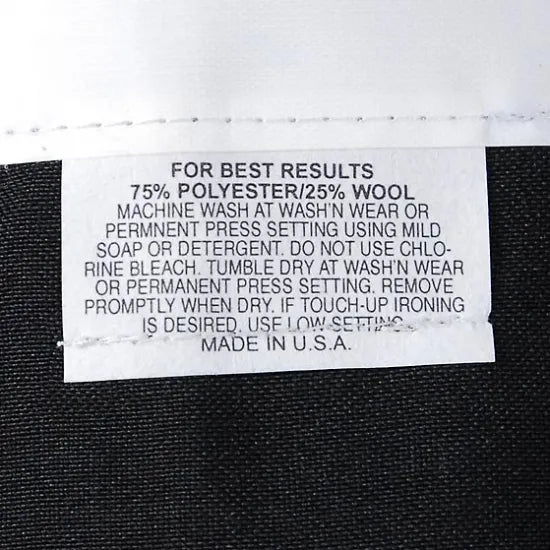 FOR BEST RESULTS
75% POLYESTER/25% WOOL
MACHINE WASH AT WASH'N WEAR OR
PERMNENT PRESS SETTING USING MILD
SOAP OR DETERGENT. DO NOT USE CHLO-
RINE BLEACH. TUMBLE DRY AT WASH'N WEAR
OR PERMANENT PRESS SETTING. REMOVE
PROMPTLY WHEN DRY. IF TOUCH-UP IRONING
IS DESIRED, USE LOW SETTING.
MADE IN U.S.A.